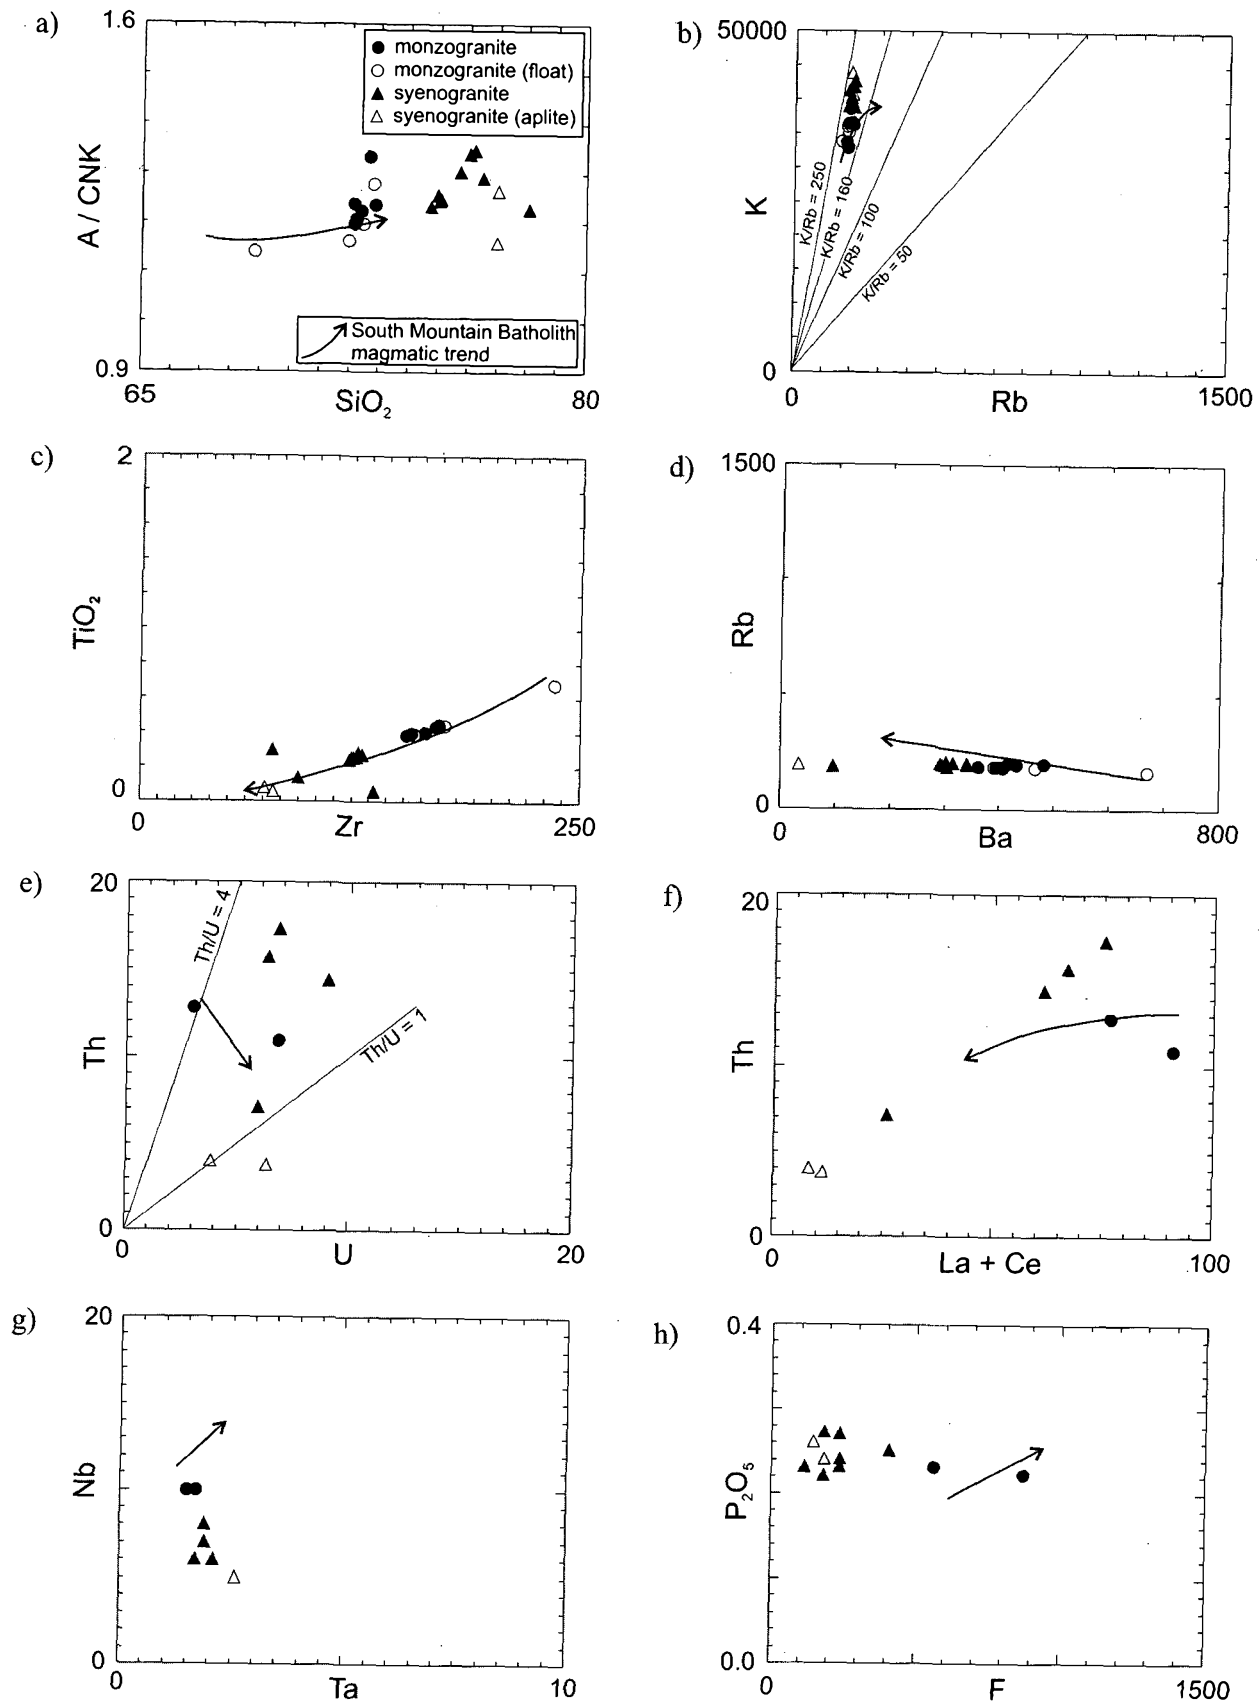 a)
1.6
A / CNK
0.9
65
SiO₂
80
monzogranite
monzogranite (float)
syenogranite
syenogranite (aplite)
South Mountain Batholith
magmatic trend
b)
50000
K
0
0
Rb
1500
K/Rb = 250
K/Rb = 160
K/Rb = 100
K/Rb = 50
c)
2
TiO₂
0
0
Zr
250
d)
1500
Rb
0
0
Ba
800
e)
20
Th
0
0
U
20
Th/U = 4
Th/U = 1
f)
20
Th
0
0
La + Ce
100
g)
20
Nb
0
0
Ta
10
h)
0.4
P₂O₅
0.0
0
F
1500